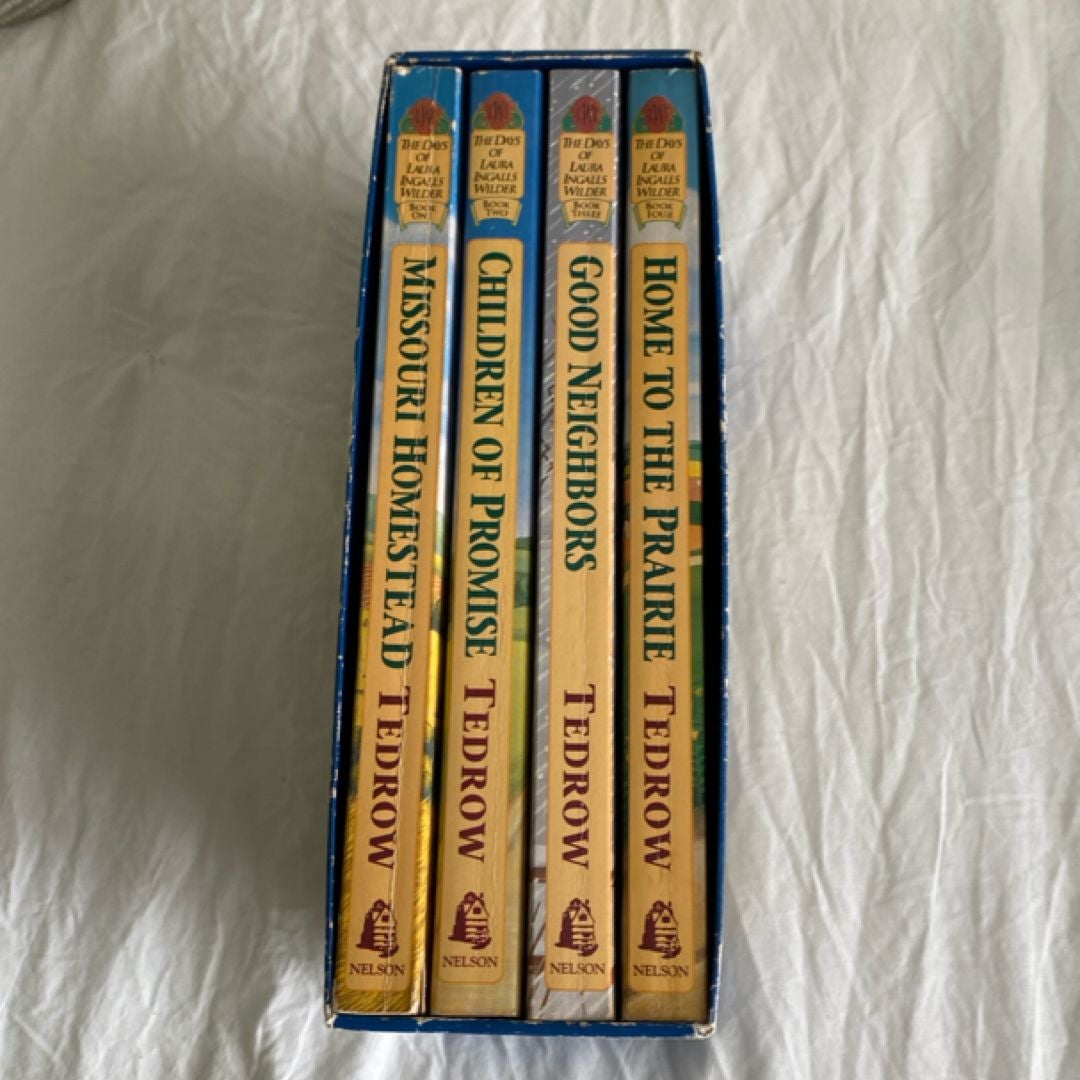 THE DAYS
OF
LAURA
INGALLS
WILDER
BOOK
ONE
MISSOURI HOMESTEAD TEDROW
NELSON
THE DAYS
OF
LAURA
INGALLS
WILDER
BOOK
TWO
CHILDREN OF PROMISE TEDROW
NELSON
THE DAYS
OF
LAURA
INGALLS
WILDER
BOOK
THREE
GOOD NEIGHBORS TEDROW
NELSON
THE DAYS
OF
LAURA
INGALLS
WILDER
BOOK
FOUR
HOME TO THE PRAIRIE TEDROW
NELSON